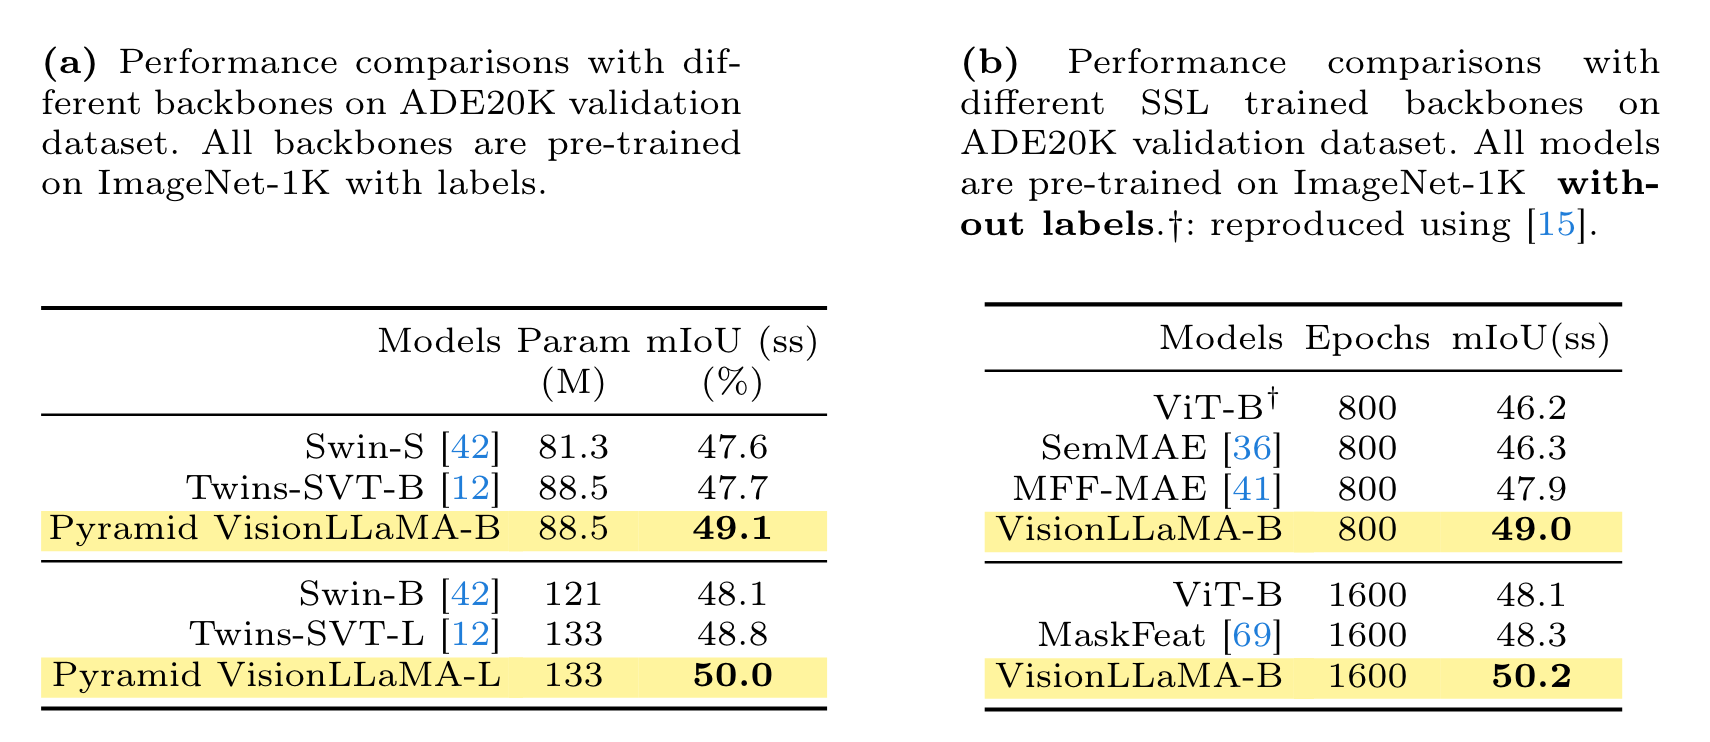 (a) Performance comparisons with dif-
ferent backbones on ADE20K validation
dataset. All backbones are pre-trained
on ImageNet-1K with labels.
Models Param mIoU (ss)
(M) (%)
Swin-S [42] 81.3 47.6
Twins-SVT-B [12] 88.5 47.7
Pyramid VisionLLaMA-B 88.5 49.1
Swin-B [42] 121 48.1
Twins-SVT-L [12] 133 48.8
Pyramid VisionLLaMA-L 133 50.0
(b) Performance comparisons with
different SSL trained backbones on
ADE20K validation dataset. All models
are pre-trained on ImageNet-1K with-
out labels.†: reproduced using [15].
Models Epochs mIoU(ss)
ViT-B† 800 46.2
SemMAE [36] 800 46.3
MFF-MAE [41] 800 47.9
VisionLLaMA-B 800 49.0
ViT-B 1600 48.1
MaskFeat [69] 1600 48.3
VisionLLaMA-B 1600 50.2